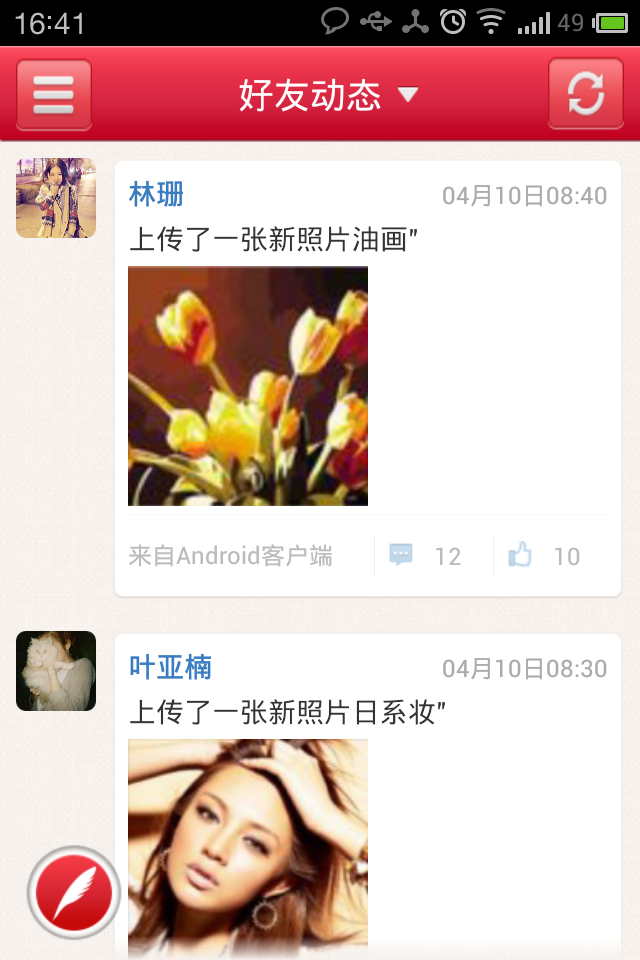 16:41
49
好友动态
林珊
04月10日08:40
上传了一张新照片油画"
来自Android客户端
12
10
叶亚楠
04月10日08:30
上传了一张新照片日系妆"